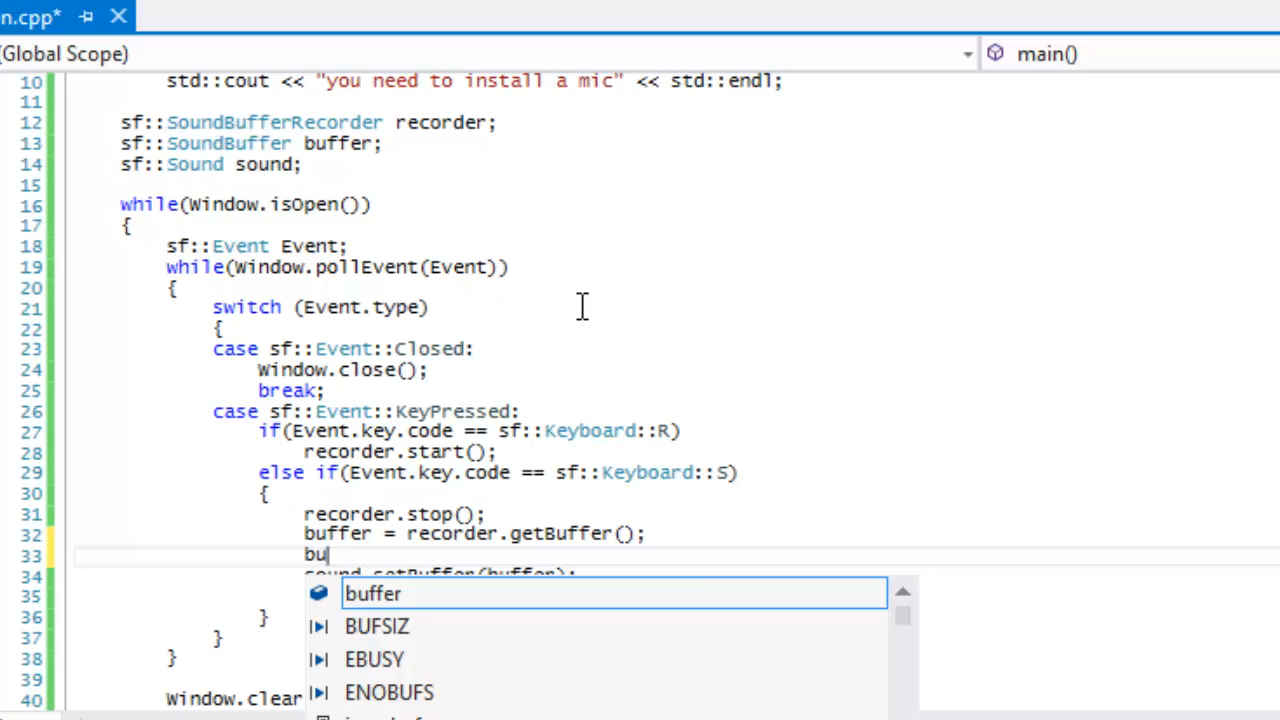 n.cpp*
(Global Scope) main()
10 std::cout << "you need to install a mic" << std::endl;
11
12 sf::SoundBufferRecorder recorder;
13 sf::SoundBuffer buffer;
14 sf::Sound sound;
15
16 while(Window.isOpen())
17 {
18 sf::Event Event;
19 while(Window.pollEvent(Event))
20 {
21 switch (Event.type)
22 {
23 case sf::Event::Closed:
24 Window.close();
25 break;
26 case sf::Event::KeyPressed:
27 if(Event.key.code == sf::Keyboard::R)
28 recorder.start();
29 else if(Event.key.code == sf::Keyboard::S)
30 {
31 recorder.stop();
32 buffer = recorder.getBuffer();
33 bu
34 sound.setBuffer(buffer);
35 buffer
36 }
37 } BUFSIZ
38 } EBUSY
39 ENOBUFS
40 Window.clear